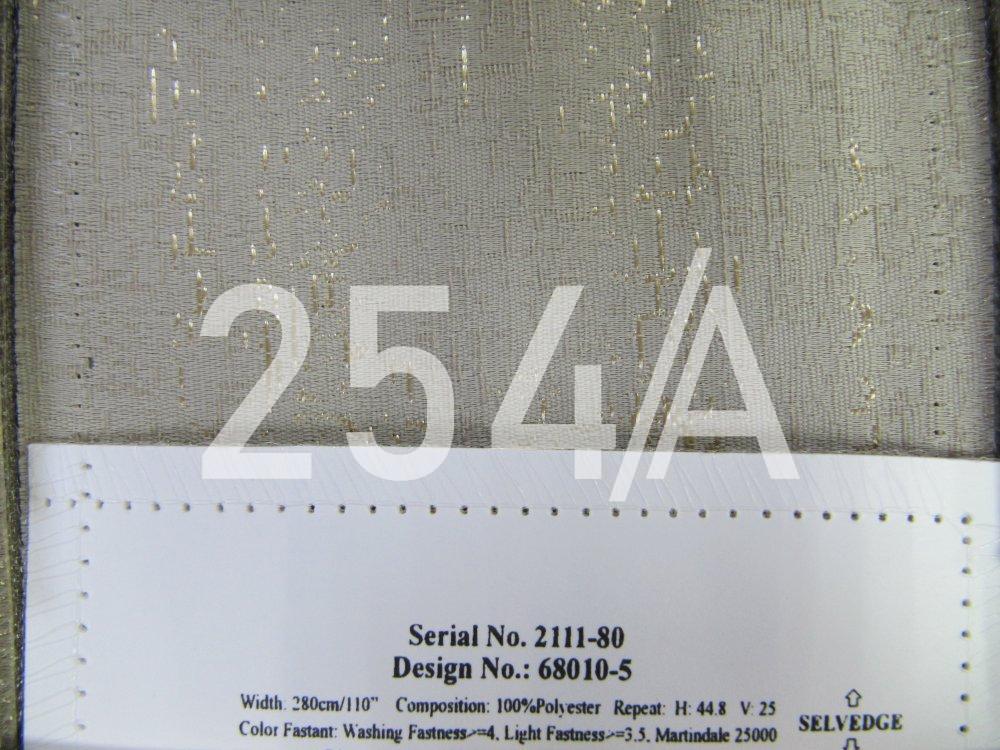 254/A
Serial No. 2111-80
Design No.: 68010-5
Width: 280cm/110” Composition: 100%Polyester Repeat: H: 44.8 V: 25
Color Fastant: Washing Fastness>=4, Light Fastness>=3.5, Martindale 25000
SELVEDGE